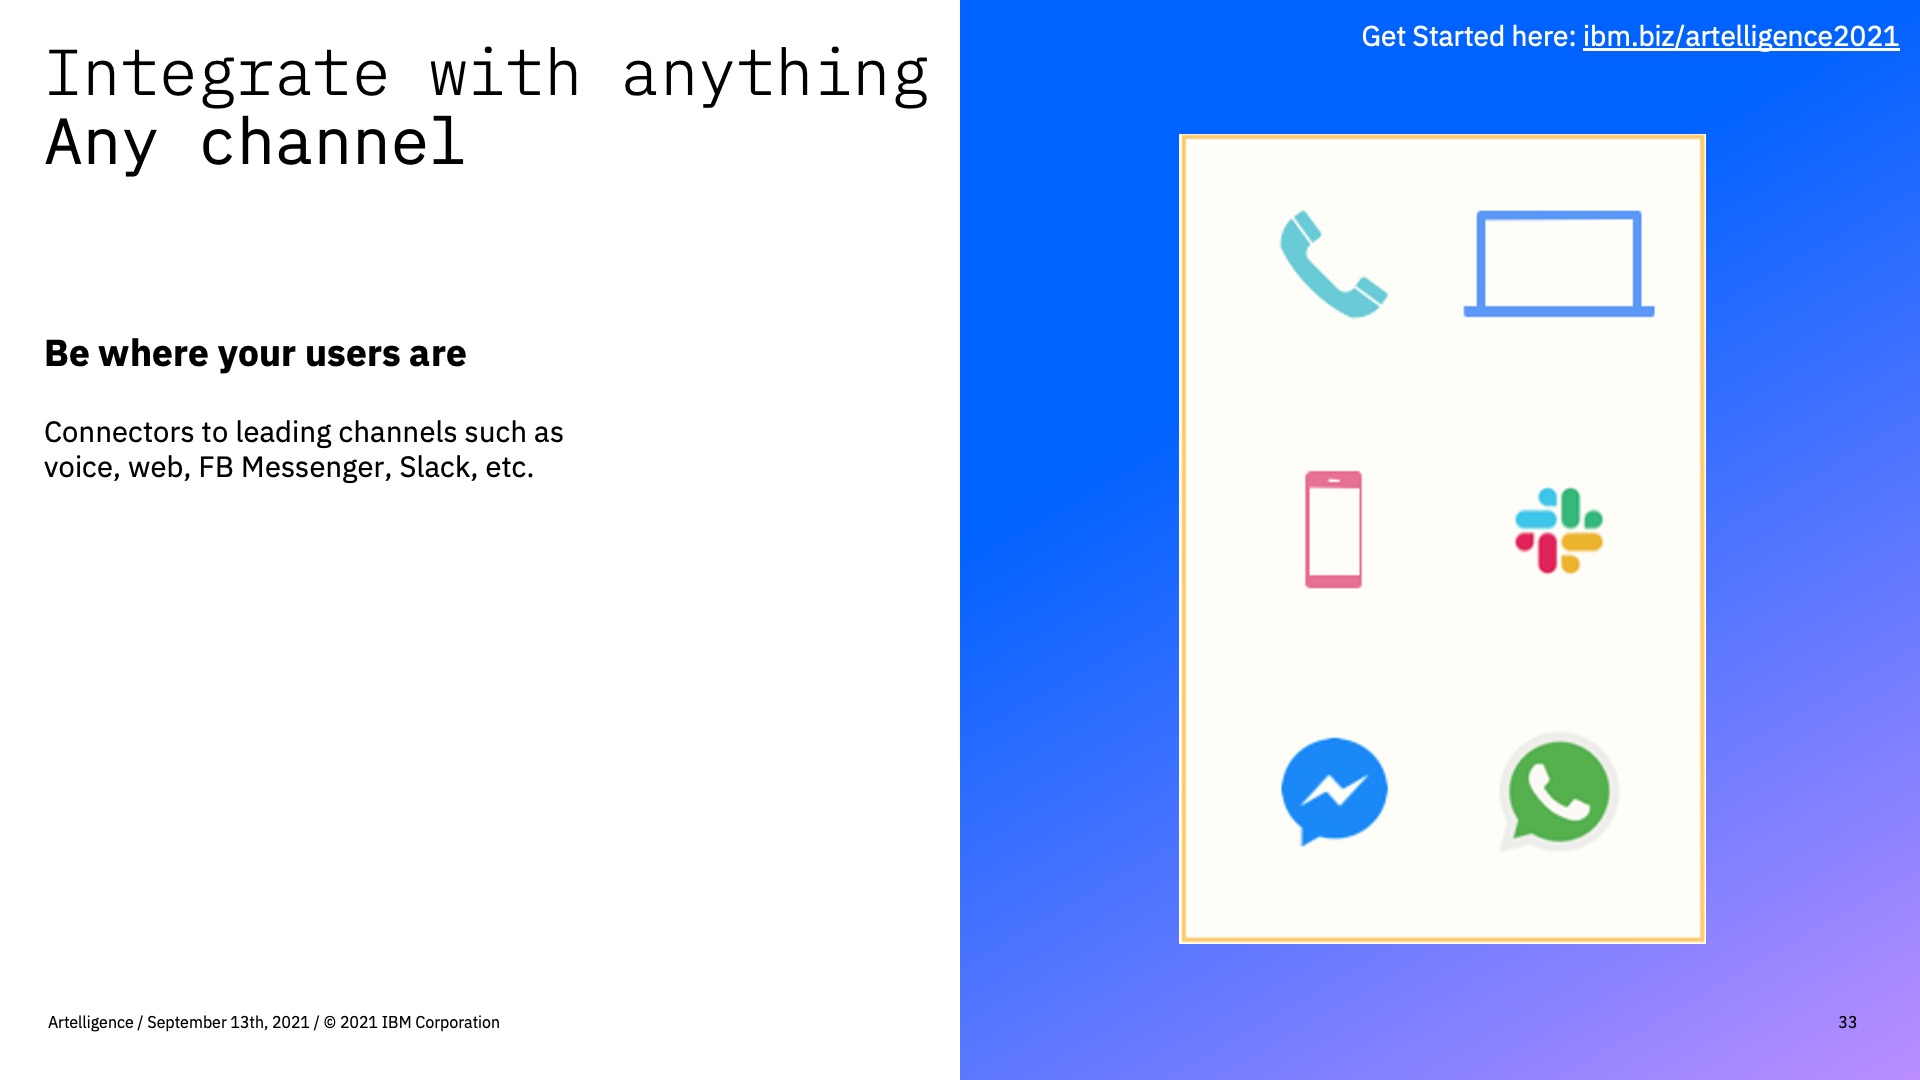 Integrate with anything
Any channel
Be where your users are
Connectors to leading channels such as
voice, web, FB Messenger, Slack, etc.
Get Started here: ibm.biz/artelligence2021
Artelligence / September 13th, 2021 / © 2021 IBM Corporation
33